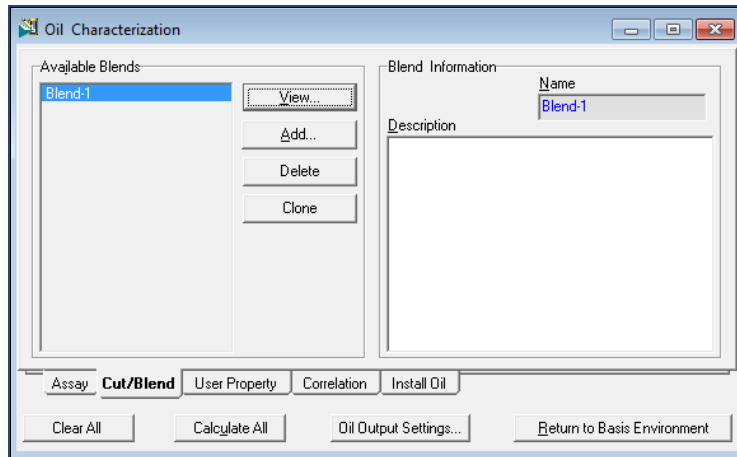 Oil Characterization
Available Blends
Blend-1
View...
Add...
Delete
Clone
Blend Information
Name
Blend-1
Description
Assay Cut/Blend User Property Correlation Install Oil
Clear All Calculate All Oil Output Settings... Return to Basis Environment